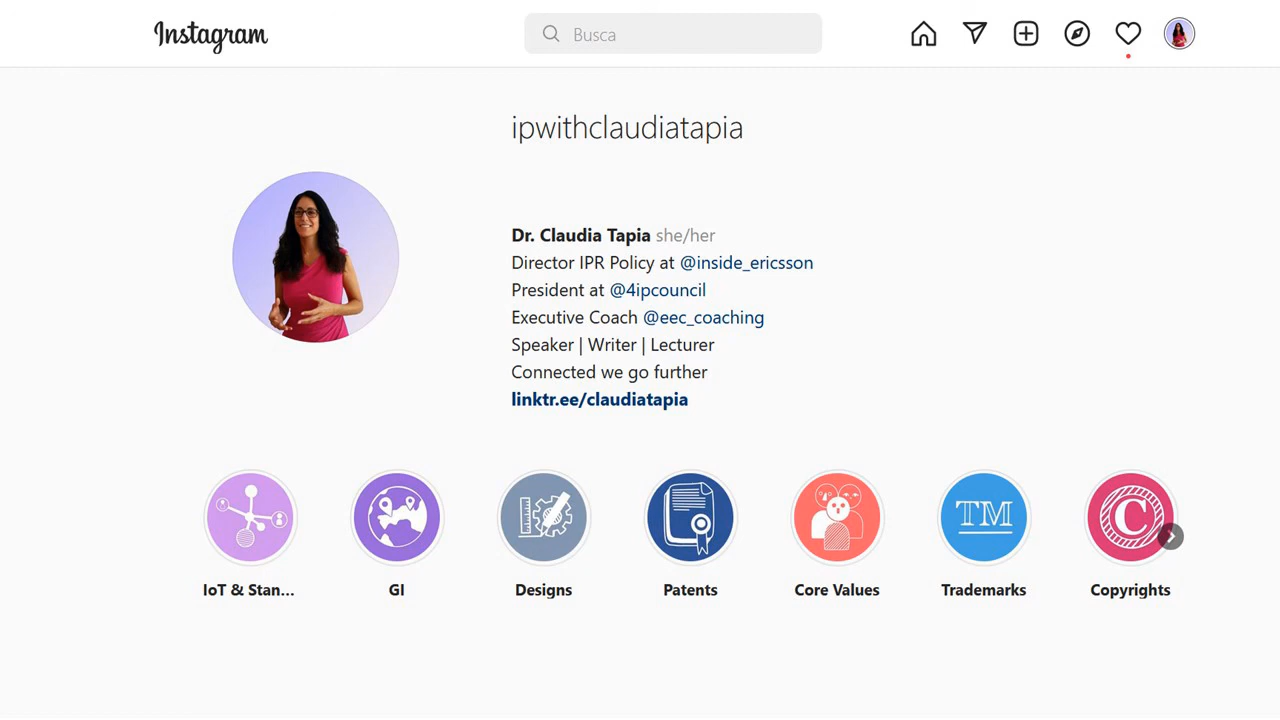 Instagram
Busca
ipwithclaudiatapia
Dr. Claudia Tapia she/her
Director IPR Policy at @inside_ericsson
President at @4ipcouncil
Executive Coach @eec_coaching
Speaker | Writer | Lecturer
Connected we go further
linktr.ee/claudiatapia
TM
C
IoT & Stan...
GI
Designs
Patents
Core Values
Trademarks
Copyrights